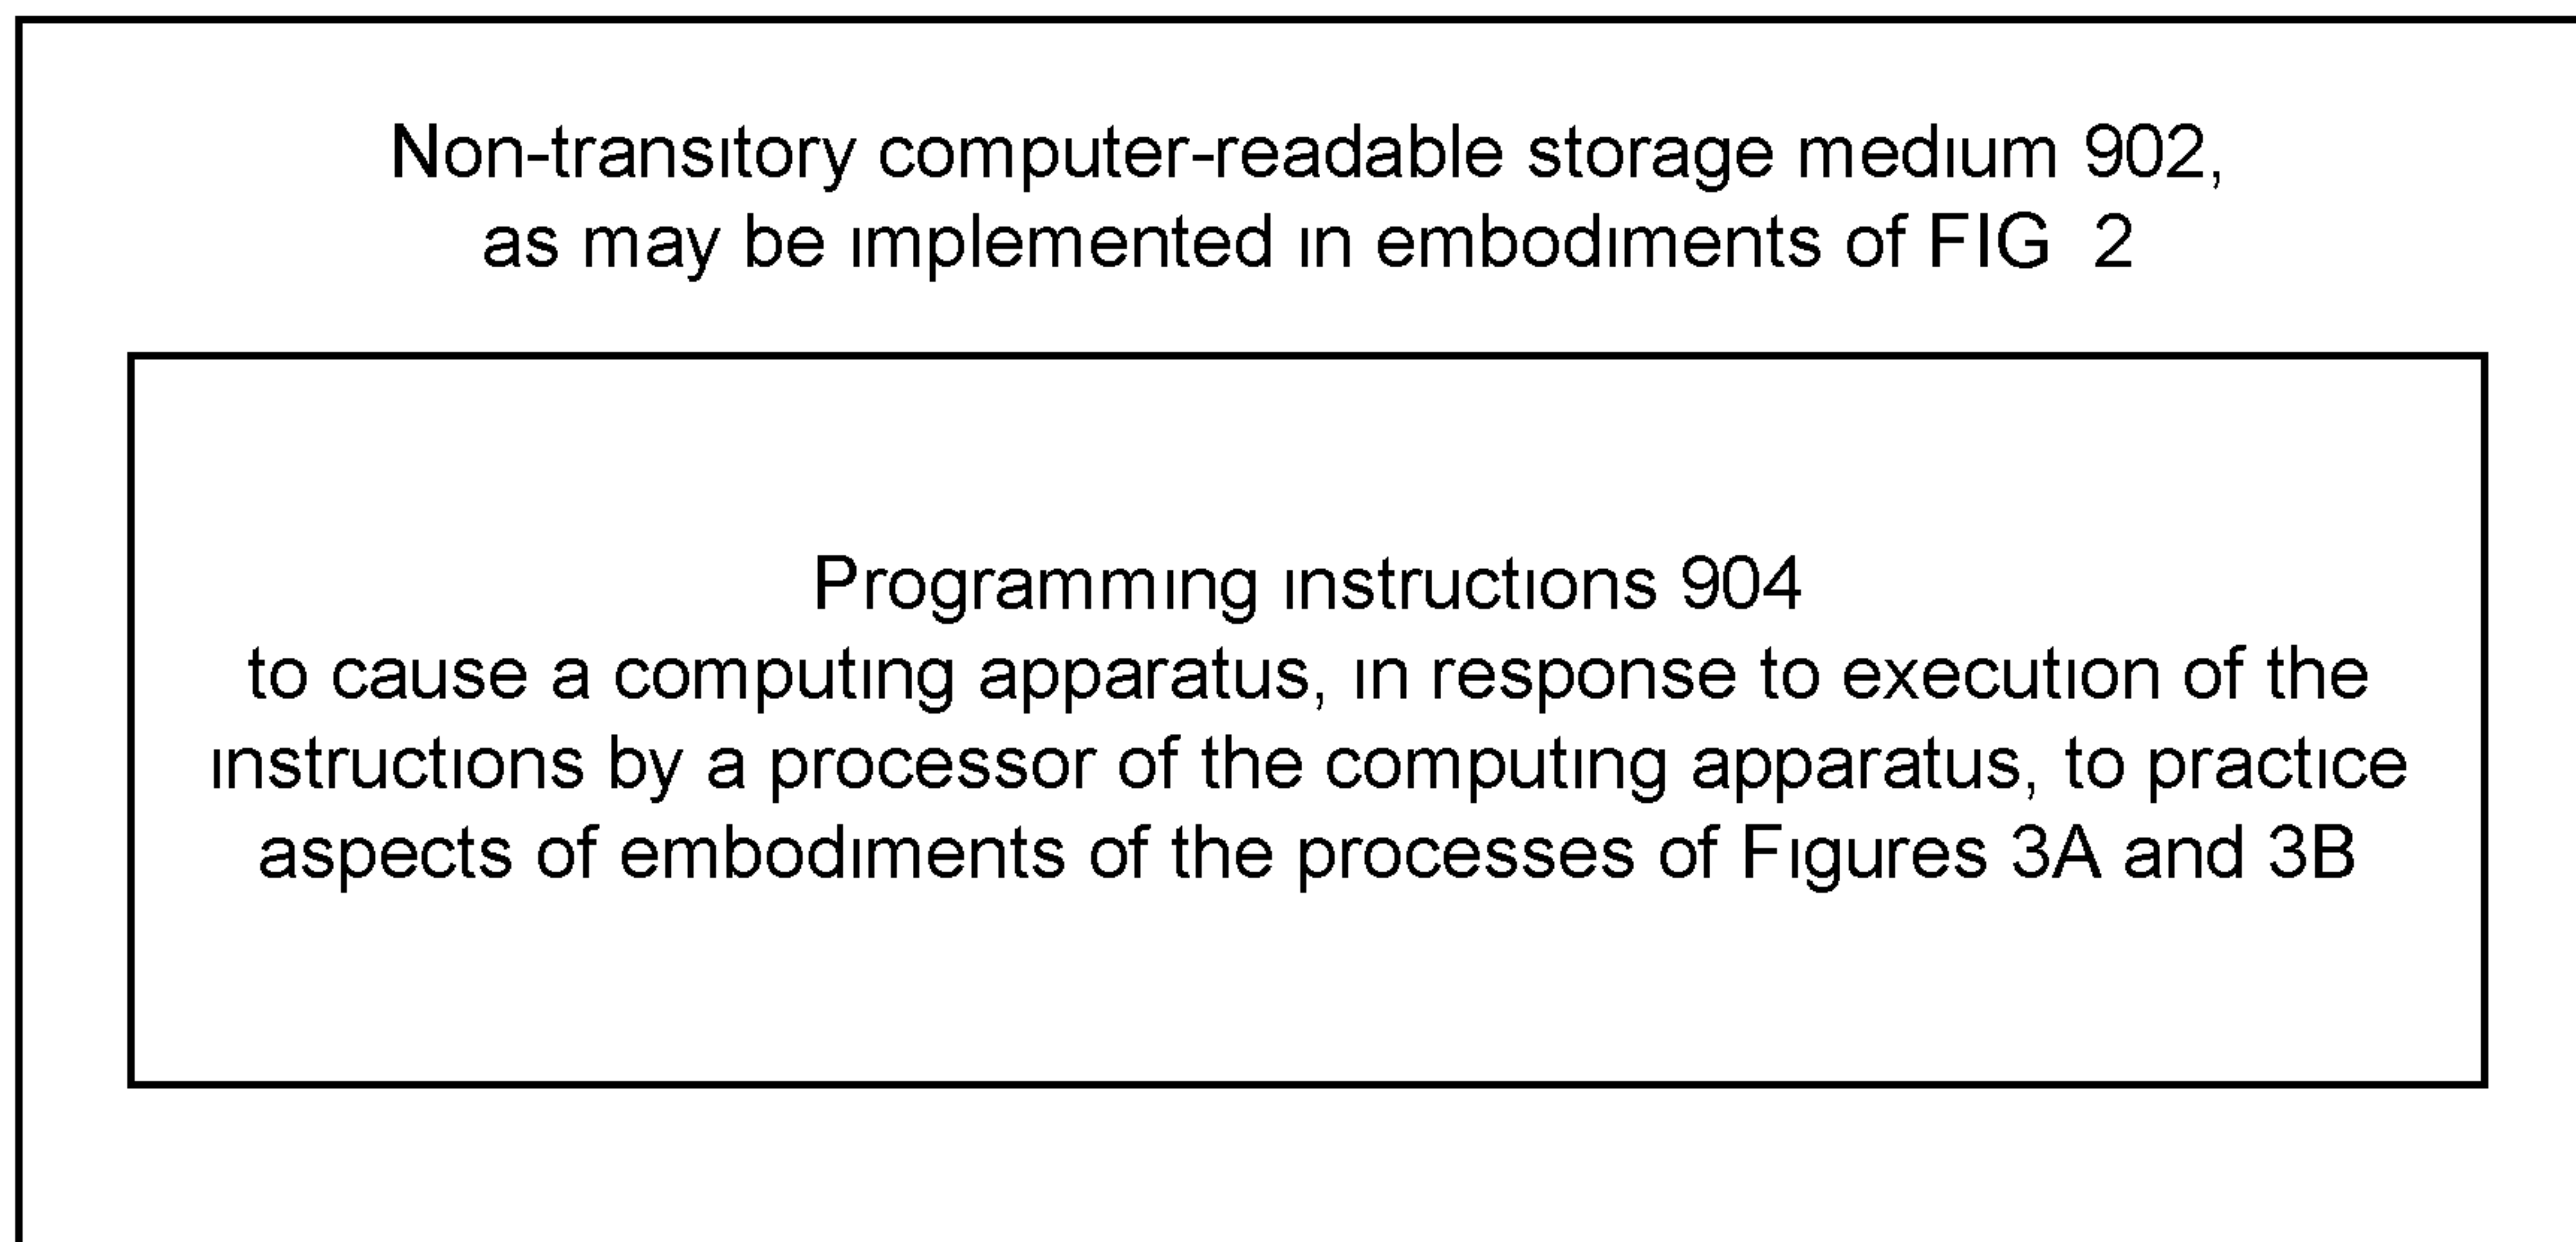 Non-transitory computer-readable storage medium 902,
as may be implemented in embodiments of FIG 2
Programming instructions 904
to cause a computing apparatus, in response to execution of the
instructions by a processor of the computing apparatus, to practice
aspects of embodiments of the processes of Figures 3A and 3B